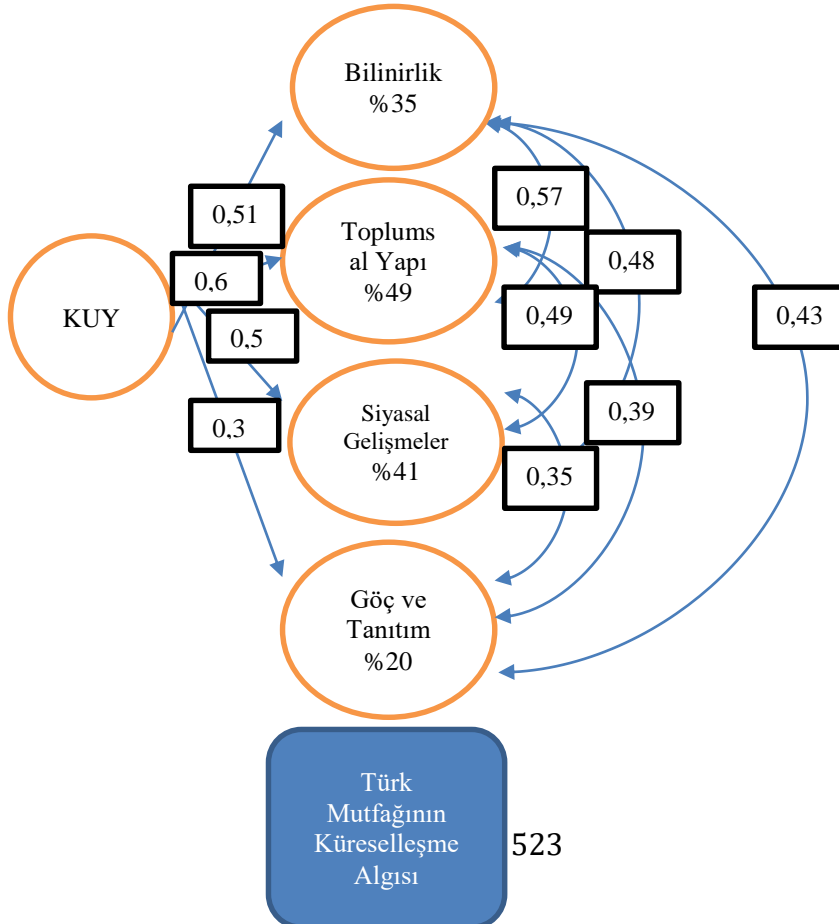 Bilinirlik
%35
0,51
0,57
Toplums
al Yapı
%49
0,6
0,48
KUY
0,5
0,49
0,43
0,3
Siyasal
Gelişmeler
%41
0,39
0,35
Göç ve
Tanıtım
%20
Türk
Mutfağının
Küreselleşme
Algısı
523